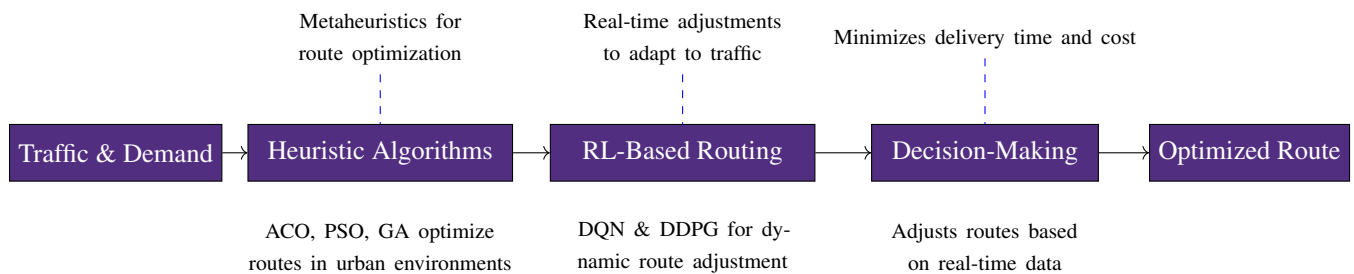 Metaheuristics for
route optimization
Real-time adjustments
to adapt to traffic
Minimizes delivery time and cost
Traffic & Demand
Heuristic Algorithms
RL-Based Routing
Decision-Making
Optimized Route
ACO, PSO, GA optimize
routes in urban environments
DQN & DDPG for dy-
namic route adjustment
Adjusts routes based
on real-time data